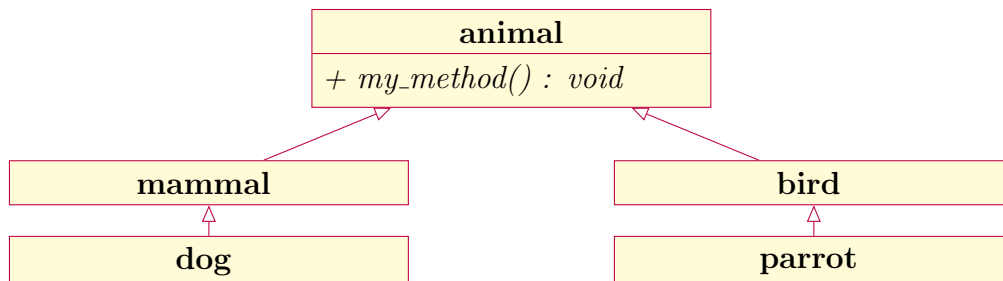 animal
+ my_method() : void
mammal
bird
dog
parrot